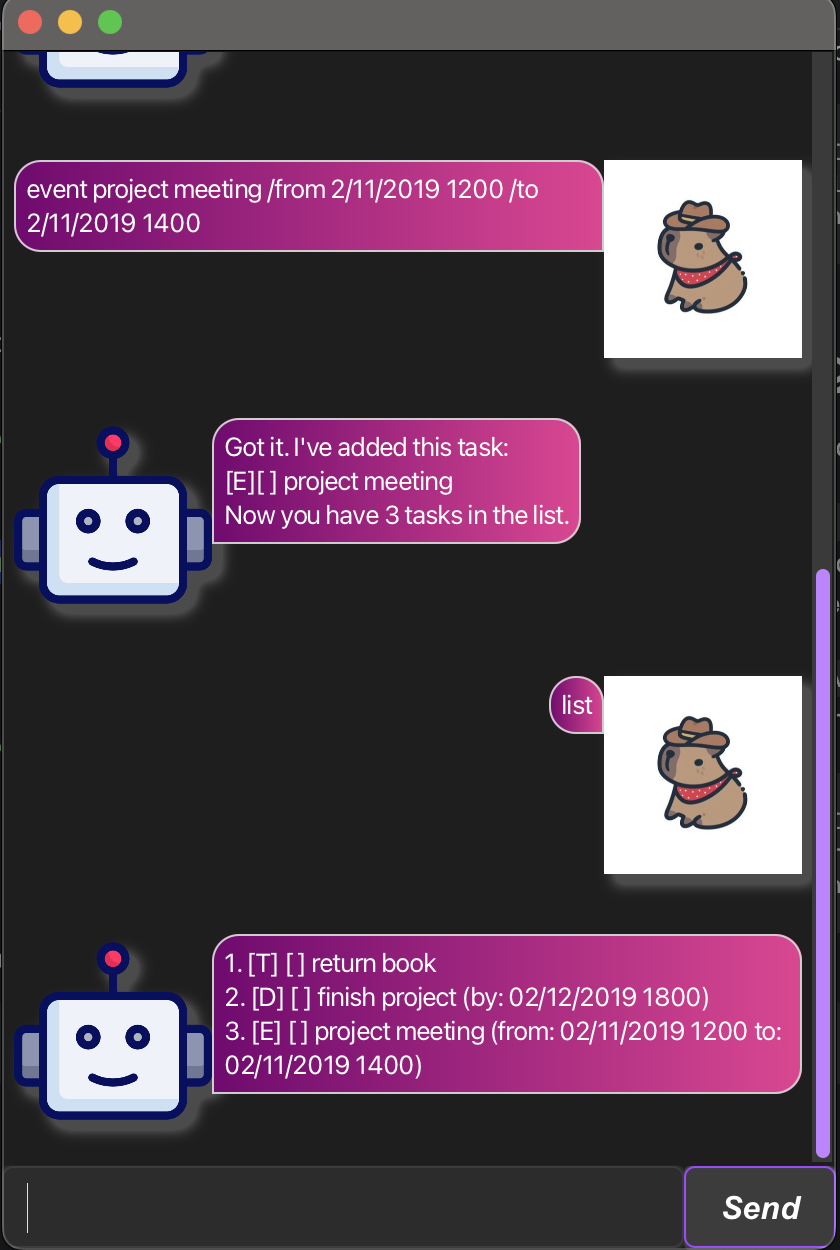 event project meeting /from 2/11/2019 1200 /to
2/11/2019 1400
Got it. I've added this task:
[E][ ] project meeting
Now you have 3 tasks in the list.
list
1. [T] [ ] return book
2. [D] [ ] finish project (by: 02/12/2019 1800)
3. [E] [ ] project meeting (from: 02/11/2019 1200 to:
02/11/2019 1400)
Send